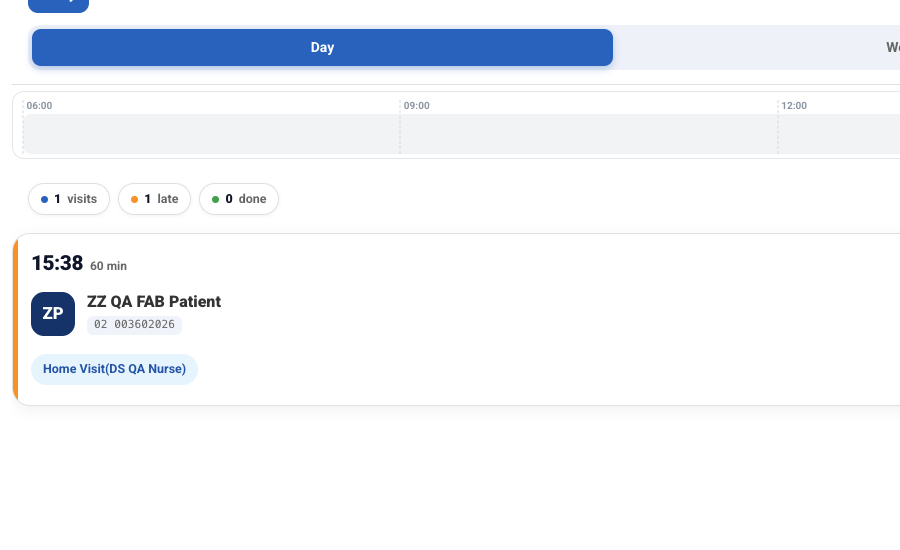 Day
06:00 09:00 12:00
1 visits 1 late 0 done
15:38 60 min
ZP
ZZ QA FAB Patient
02 003602026
Home Visit(DS QA Nurse)